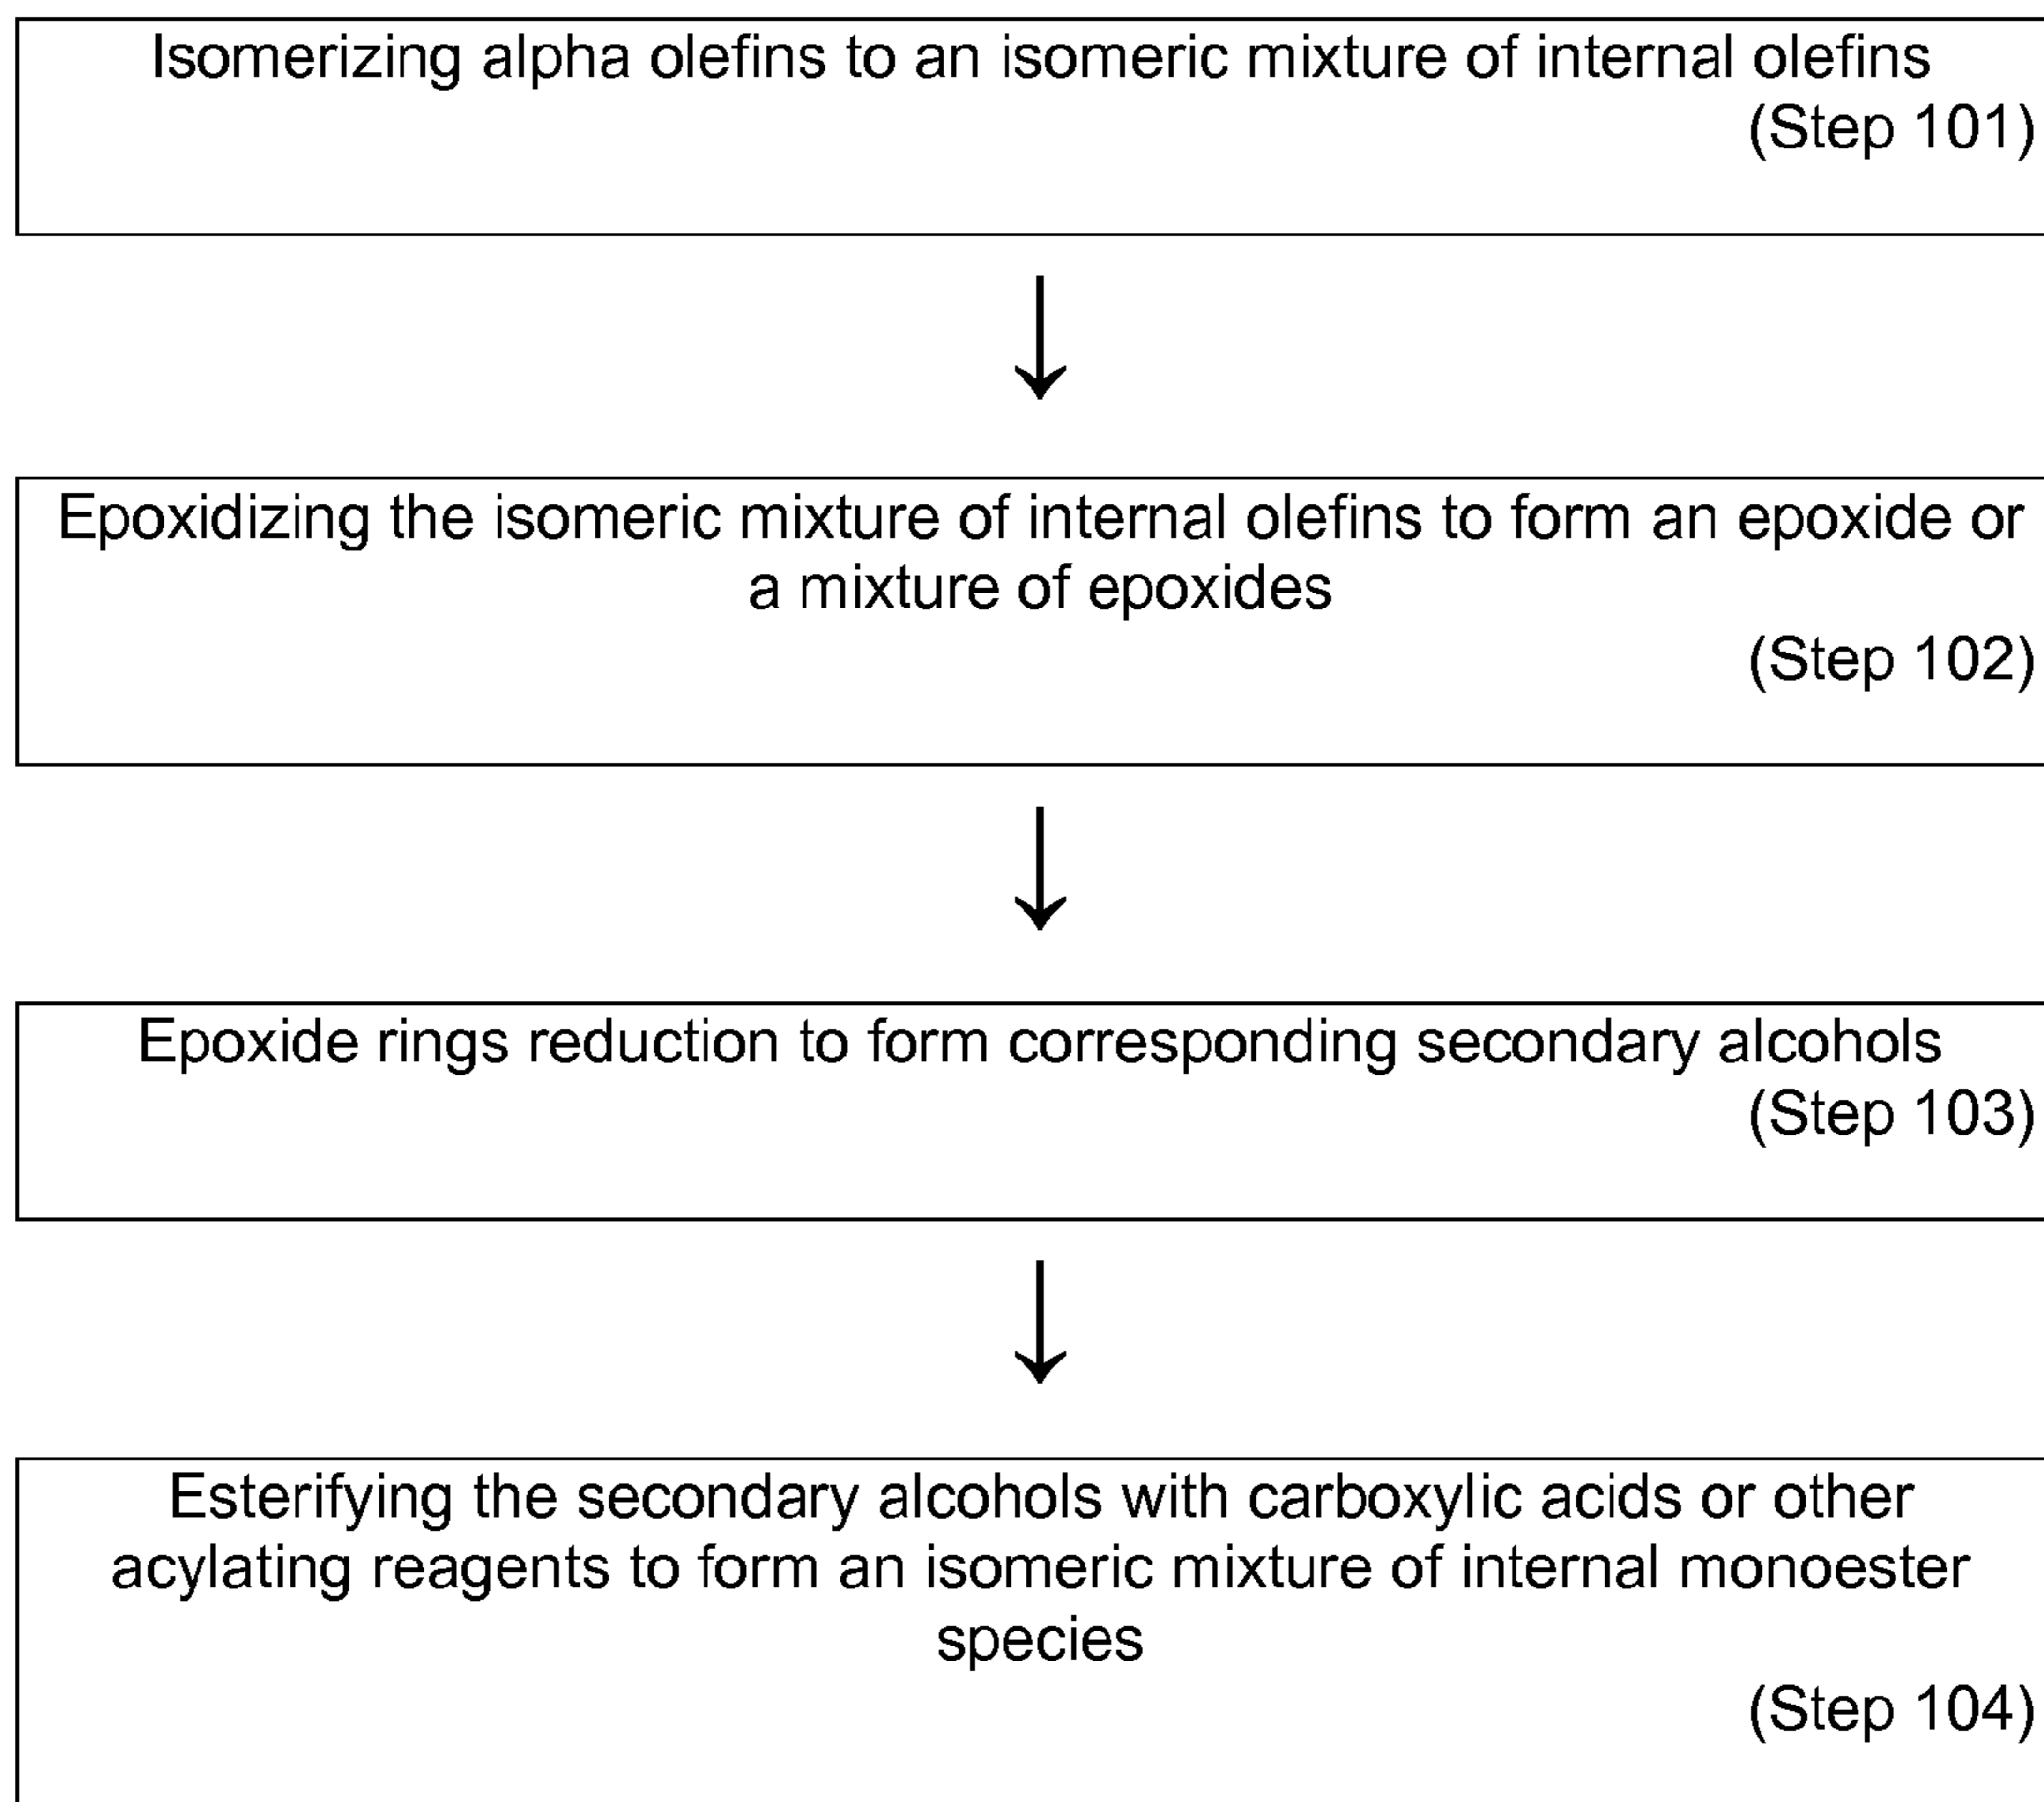 Isomerizing alpha olefins to an isomeric mixture of internal olefins
(Step 101)
Epoxidizing the isomeric mixture of internal olefins to form an epoxide or
a mixture of epoxides
(Step 102)
Epoxide rings reduction to form corresponding secondary alcohols
(Step 103)
Esterifying the secondary alcohols with carboxylic acids or other
acylating reagents to form an isomeric mixture of internal monoester
species
(Step 104)